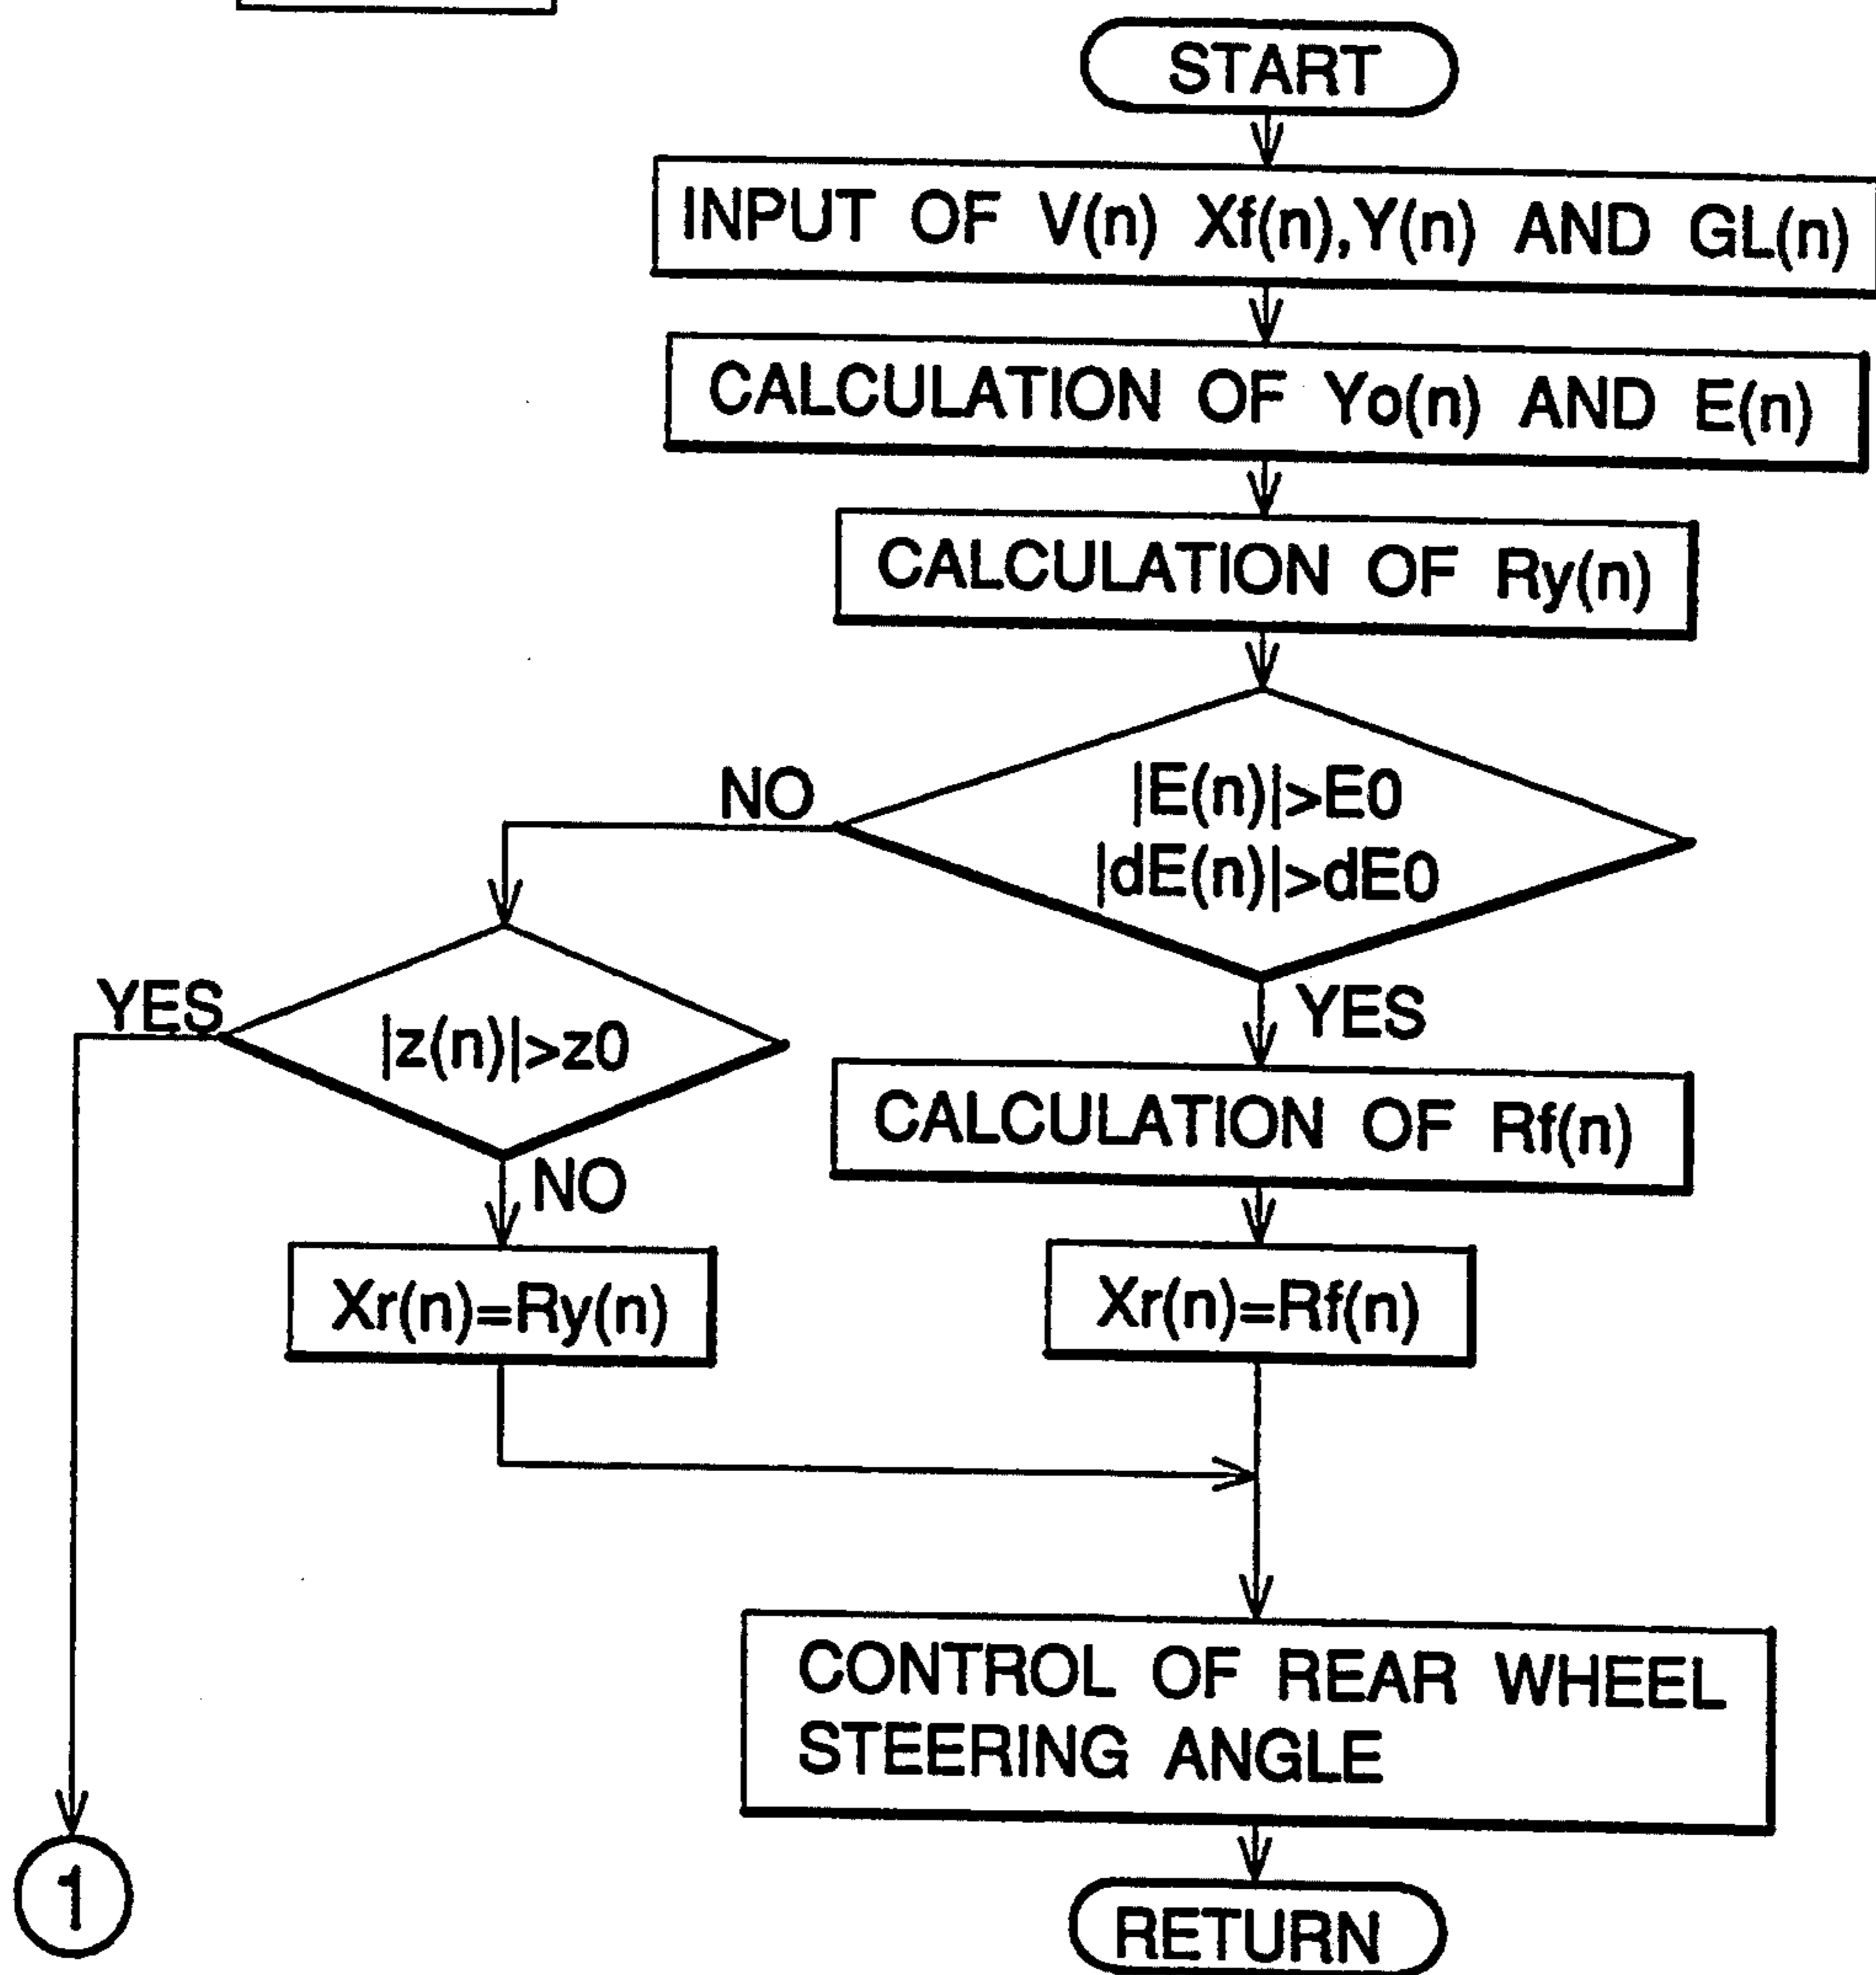 START
INPUT OF V(n) Xf(n),Y(n) AND GL(n)
CALCULATION OF Yo(n) AND E(n)
CALCULATION OF Ry(n)
|E(n)|>E0
|dE(n)|>dE0
NO
YES
|z(n)|>z0
YES
NO
CALCULATION OF Rf(n)
Xr(n)=Ry(n)
Xr(n)=Rf(n)
CONTROL OF REAR WHEEL
STEERING ANGLE
1
RETURN